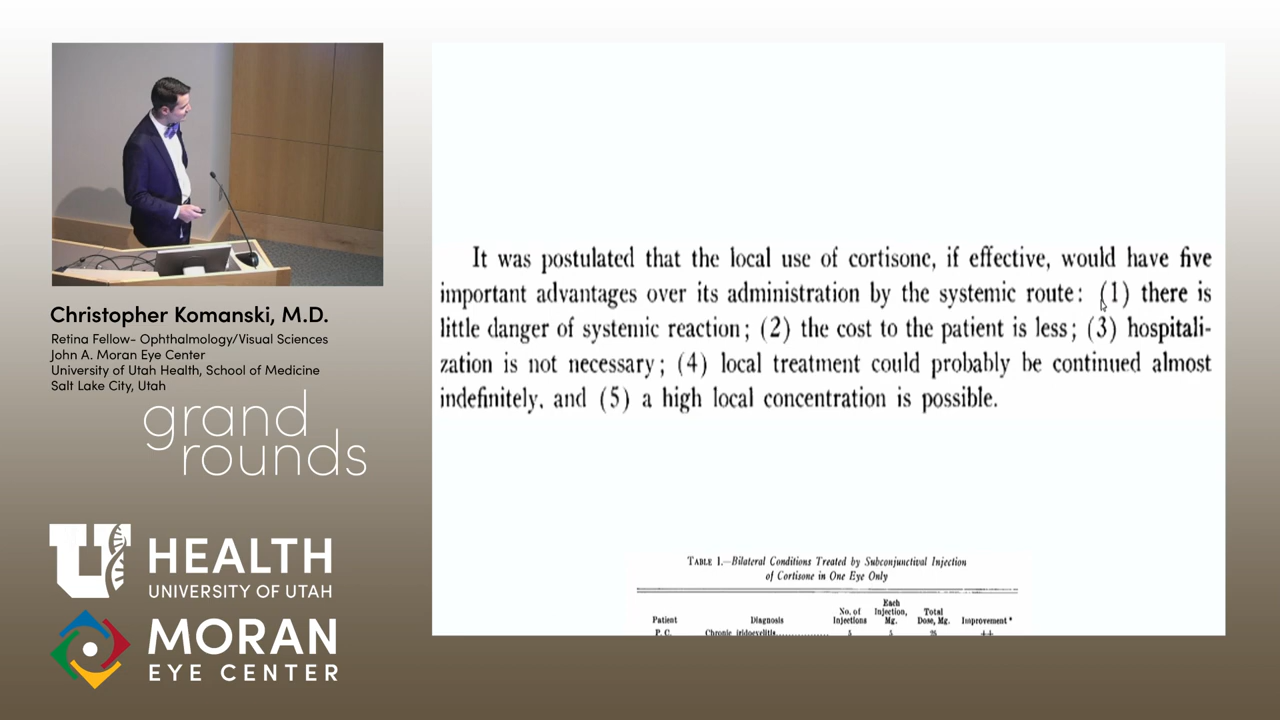 Christopher Komanski, M.D.
Retina Fellow- Ophthalmology/Visual Sciences
John A. Moran Eye Center
University of Utah Health, School of Medicine
Salt Lake City, Utah
grand
rounds
U
HEALTH
UNIVERSITY OF UTAH
MORAN
EYE CENTER
It was postulated that the local use of cortisone, if effective, would have five
important advantages over its administration by the systemic route: (1) there is
little danger of systemic reaction; (2) the cost to the patient is less; (3) hospitali-
zation is not necessary; (4) local treatment could probably be continued almost
indefinitely, and (5) a high local concentration is possible.
TABLE 1.—Bilateral Conditions Treated by Subconjunctival Injection
of Cortisone in One Eye Only
Patient Diagnosis No. of Injections Each Injection, Mg. Total Dose, Mg. Improvement *
P. C. Chronic iridocyclitis